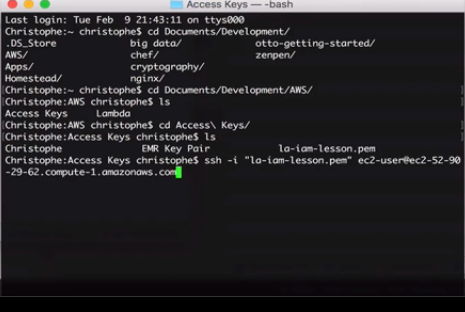 Access Keys — -bash
Last login: Tue Feb  9 21:43:11 on ttys000
Christophe:~ christophe$ cd Documents/Development/
.DS_Store        big data/        otto-getting-started/
AWS/             chef/            zenpen/
Apps/            cryptography/
Homestead/       nginx/
Christophe:~ christophe$ cd Documents/Development/AWS/
Christophe:AWS christophe$ ls
Access Keys     Lambda
Christophe:AWS christophe$ cd Access\ Keys/
Christophe:Access Keys christophe$ ls
Christophe              EMR Key Pair            la-iam-lesson.pem
Christophe:Access Keys christophe$ ssh -i "la-iam-lesson.pem" ec2-user@ec2-52-90
-29-62.compute-1.amazonaws.com